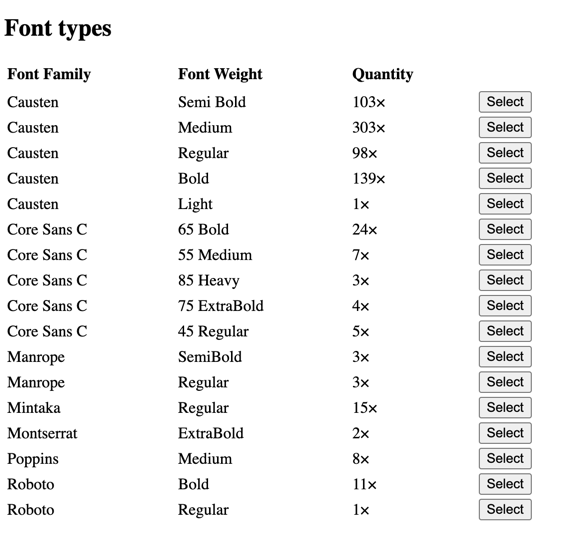 Font types
Font Family Font Weight Quantity
Causten Semi Bold 103× Select
Causten Medium 303× Select
Causten Regular 98× Select
Causten Bold 139× Select
Causten Light 1× Select
Core Sans C 65 Bold 24× Select
Core Sans C 55 Medium 7× Select
Core Sans C 85 Heavy 3× Select
Core Sans C 75 ExtraBold 4× Select
Core Sans C 45 Regular 5× Select
Manrope SemiBold 3× Select
Manrope Regular 3× Select
Mintaka Regular 15× Select
Montserrat ExtraBold 2× Select
Poppins Medium 8× Select
Roboto Bold 11× Select
Roboto Regular 1× Select